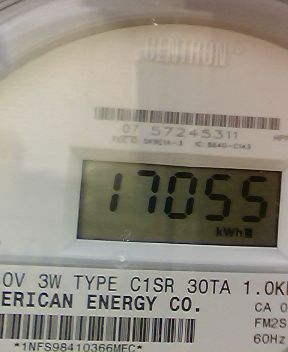 CENTRON
07 57245311
17055
kWh
0V 3W TYPE C1SR 30TA 1.0K
ERICAN ENERGY CO.
CA 0
FM2S
60Hz
*1NFS98410366MEC*